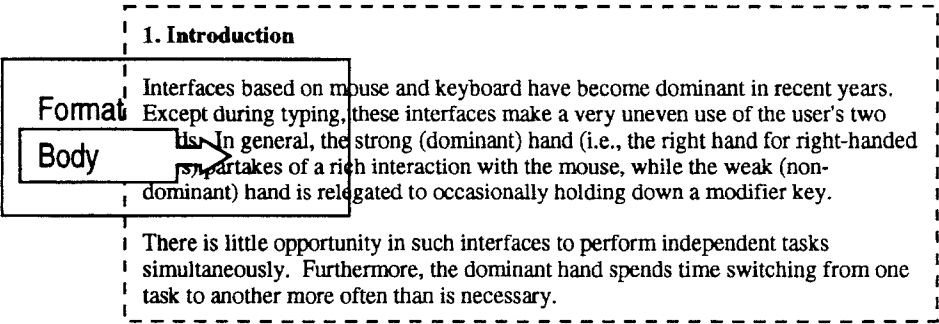 1. Introduction
Interfaces based on mouse and keyboard have become dominant in recent years.
Except during typing, these interfaces make a very uneven use of the user's two
In general, the strong (dominant) hand (i.e., the right hand for right-handed
partakes of a rich interaction with the mouse, while the weak (non-
dominant) hand is relegated to occasionally holding down a modifier key.
There is little opportunity in such interfaces to perform independent tasks
simultaneously. Furthermore, the dominant hand spends time switching from one
task to another more often than is necessary.
Format
Body